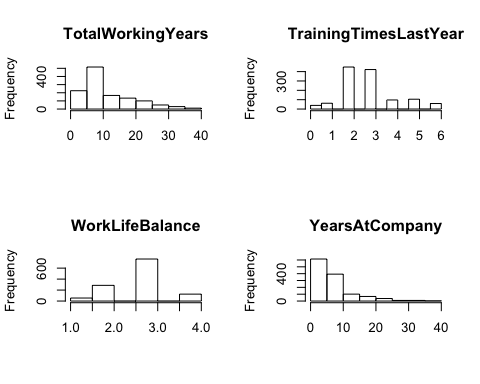 TotalWorkingYears
Frequency
0 400
0 10 20 30 40
TrainingTimesLastYear
Frequency
0 300
0 1 2 3 4 5 6
WorkLifeBalance
Frequency
0 600
1.0 2.0 3.0 4.0
YearsAtCompany
Frequency
0 400
0 10 20 30 40